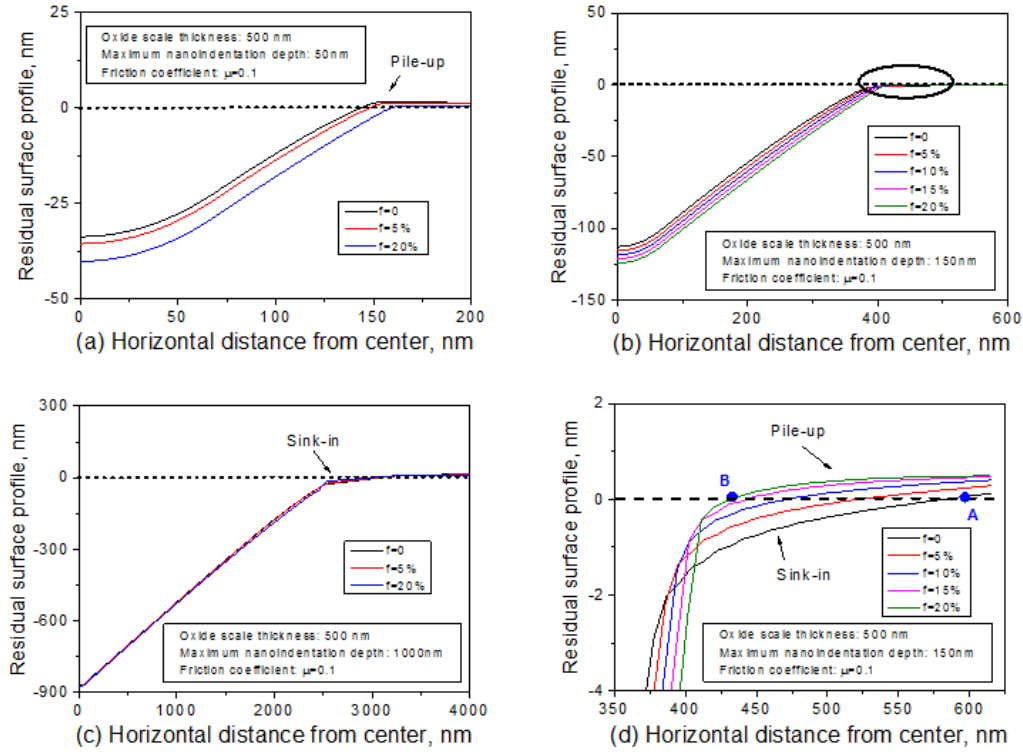 25
0
-25
-50
0
50
100
150
200
Residual surface profile, nm
Oxide scale thickness: 500 nm
Maximum nanoindentation depth: 50nm
Friction coefficient: μ=0.1
Pile-up
f=0
f=5%
f=20%
(a) Horizontal distance from center, nm
50
0
-50
-100
-150
0
200
400
600
Residual surface profile, nm
f=0
f=5%
f=10%
f=15%
f=20%
Oxide scale thickness: 500 nm
Maximum nanoindentation depth: 150nm
Friction coefficient: μ=0.1
(b) Horizontal distance from center, nm
300
0
-300
-600
-900
0
1000
2000
3000
4000
Residual surface profile, nm
Sink-in
f=0
f=5%
f=20%
Oxide scale thickness: 500 nm
Maximum nanoindentation depth: 1000nm
Friction coefficient: μ=0.1
(c) Horizontal distance from center, nm
2
0
-2
-4
350
400
450
500
550
600
Residual surface profile, nm
Pile-up
B
A
Sink-in
f=0
f=5%
f=10%
f=15%
f=20%
Oxide scale thickness: 500 nm
Maximum nanoindentation depth: 150nm
Friction coefficient: μ=0.1
(d) Horizontal distance from center, nm